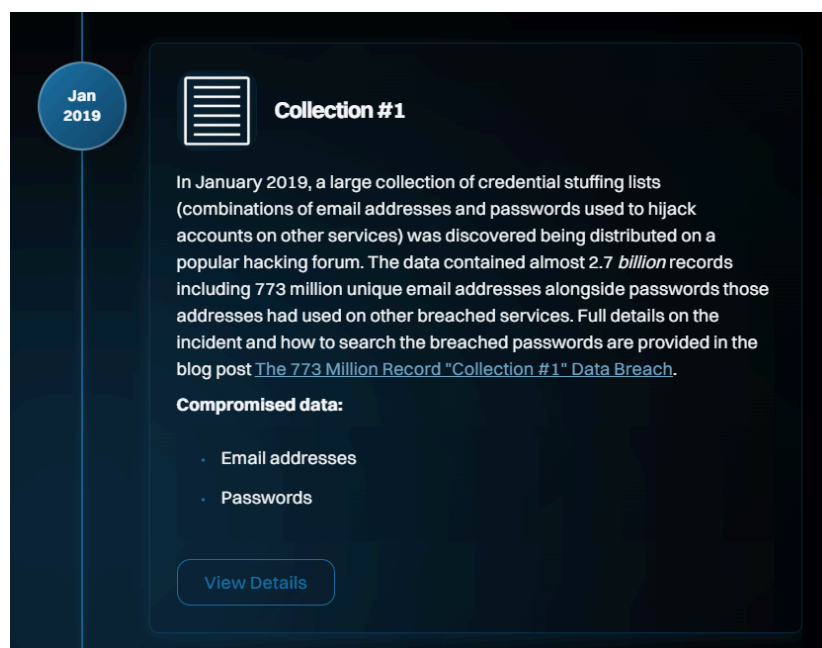 Jan
2019
Collection #1
In January 2019, a large collection of credential stuffing lists
(combinations of email addresses and passwords used to hijack
accounts on other services) was discovered being distributed on a
popular hacking forum. The data contained almost 2.7 billion records
including 773 million unique email addresses alongside passwords those
addresses had used on other breached services. Full details on the
incident and how to search the breached passwords are provided in the
blog post The 773 Million Record "Collection #1" Data Breach.
Compromised data:
Email addresses
Passwords
View Details